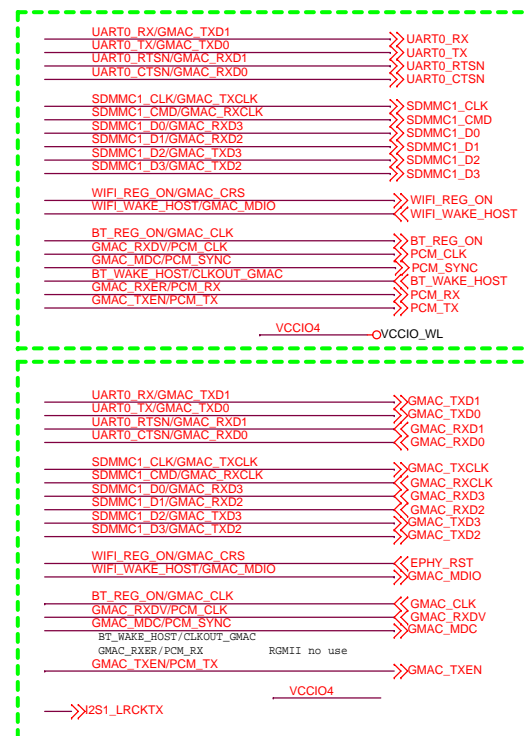 UART0_RX/GMAC_TXD1 UART0_RX
UART0_TX/GMAC_TXD0 UART0_TX
UART0_RTSN/GMAC_RXD1 UART0_RTSN
UART0_CTSN/GMAC_RXD0 UART0_CTSN
SDMMC1_CLK/GMAC_TXCLK SDMMC1_CLK
SDMMC1_CMD/GMAC_RXCLK SDMMC1_CMD
SDMMC1_D0/GMAC_RXD3 SDMMC1_D0
SDMMC1_D1/GMAC_RXD2 SDMMC1_D1
SDMMC1_D2/GMAC_TXD3 SDMMC1_D2
SDMMC1_D3/GMAC_TXD2 SDMMC1_D3
WIFI_REG_ON/GMAC_CRS WIFI_REG_ON
WIFI_WAKE_HOST/GMAC_MDIO WIFI_WAKE_HOST
BT_REG_ON/GMAC_CLK BT_REG_ON
GMAC_RXDV/PCM_CLK PCM_CLK
GMAC_MDC/PCM_SYNC PCM_SYNC
BT_WAKE_HOST/CLKOUT_GMAC BT_WAKE_HOST
GMAC_RXER/PCM_RX PCM_RX
GMAC_TXEN/PCM_TX PCM_TX
VCCIO4 VCCIO_WL
UART0_RX/GMAC_TXD1 GMAC_TXD1
UART0_TX/GMAC_TXD0 GMAC_TXD0
UART0_RTSN/GMAC_RXD1 GMAC_RXD1
UART0_CTSN/GMAC_RXD0 GMAC_RXD0
SDMMC1_CLK/GMAC_TXCLK GMAC_TXCLK
SDMMC1_CMD/GMAC_RXCLK GMAC_RXCLK
SDMMC1_D0/GMAC_RXD3 GMAC_RXD3
SDMMC1_D1/GMAC_RXD2 GMAC_RXD2
SDMMC1_D2/GMAC_TXD3 GMAC_TXD3
SDMMC1_D3/GMAC_TXD2 GMAC_TXD2
WIFI_REG_ON/GMAC_CRS EPHY_RST
WIFI_WAKE_HOST/GMAC_MDIO GMAC_MDIO
BT_REG_ON/GMAC_CLK GMAC_CLK
GMAC_RXDV/PCM_CLK GMAC_RXDV
GMAC_MDC/PCM_SYNC GMAC_MDC
BT_WAKE_HOST/CLKOUT_GMAC
GMAC_RXER/PCM_RX RGMII no use
GMAC_TXEN/PCM_TX GMAC_TXEN
VCCIO4
I2S1_LRCKTX